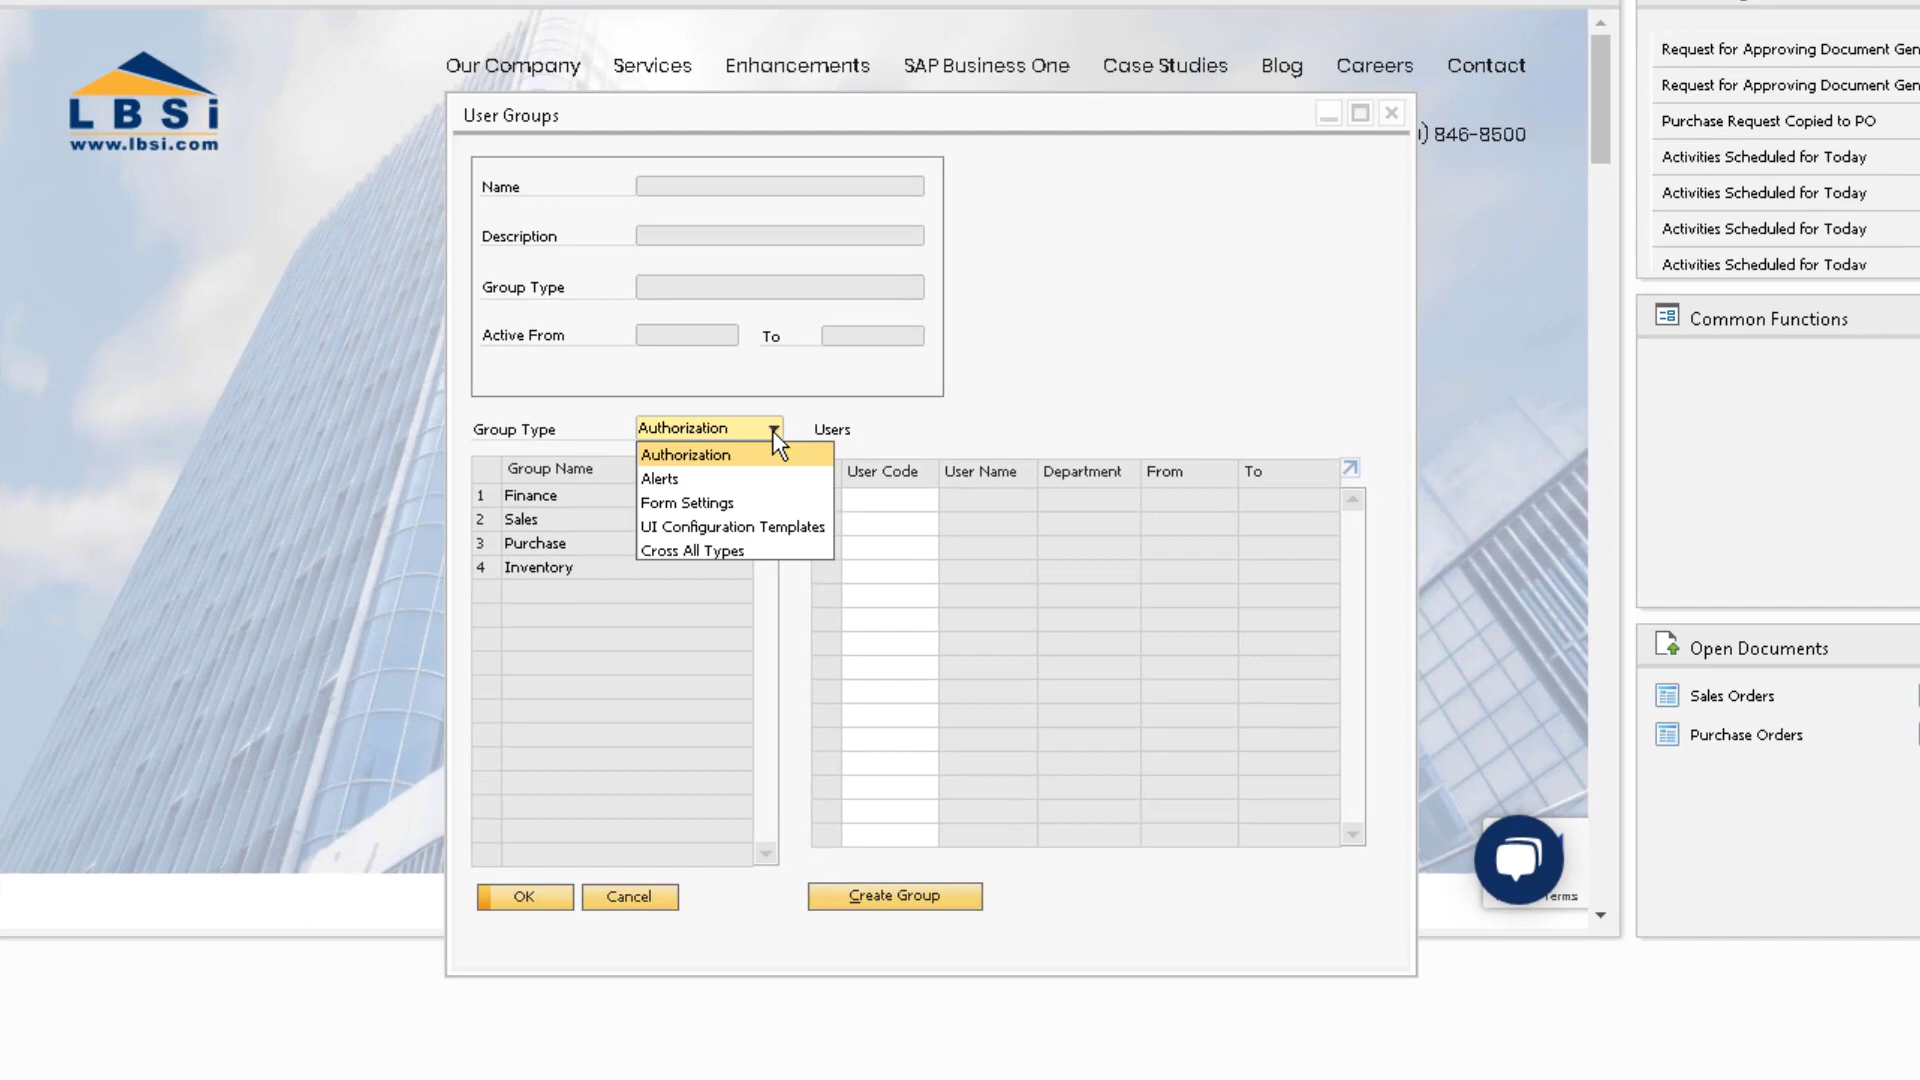 Our Company Services Enhancements SAP Business One Case Studies Blog Careers Contact
LBSi
www.lbsi.com
) 846-8500
User Groups
Name
Description
Group Type
Active From To
Group Type Authorization Users
Authorization
Alerts
Form Settings
UI Configuration Templates
Cross All Types
Group Name
1 Finance
2 Sales
3 Purchase
4 Inventory
User Code User Name Department From To
OK Cancel Create Group
Request for Approving Document Gen
Request for Approving Document Gen
Purchase Request Copied to PO
Activities Scheduled for Today
Activities Scheduled for Today
Activities Scheduled for Today
Activities Scheduled for Today
Common Functions
Open Documents
Sales Orders
Purchase Orders